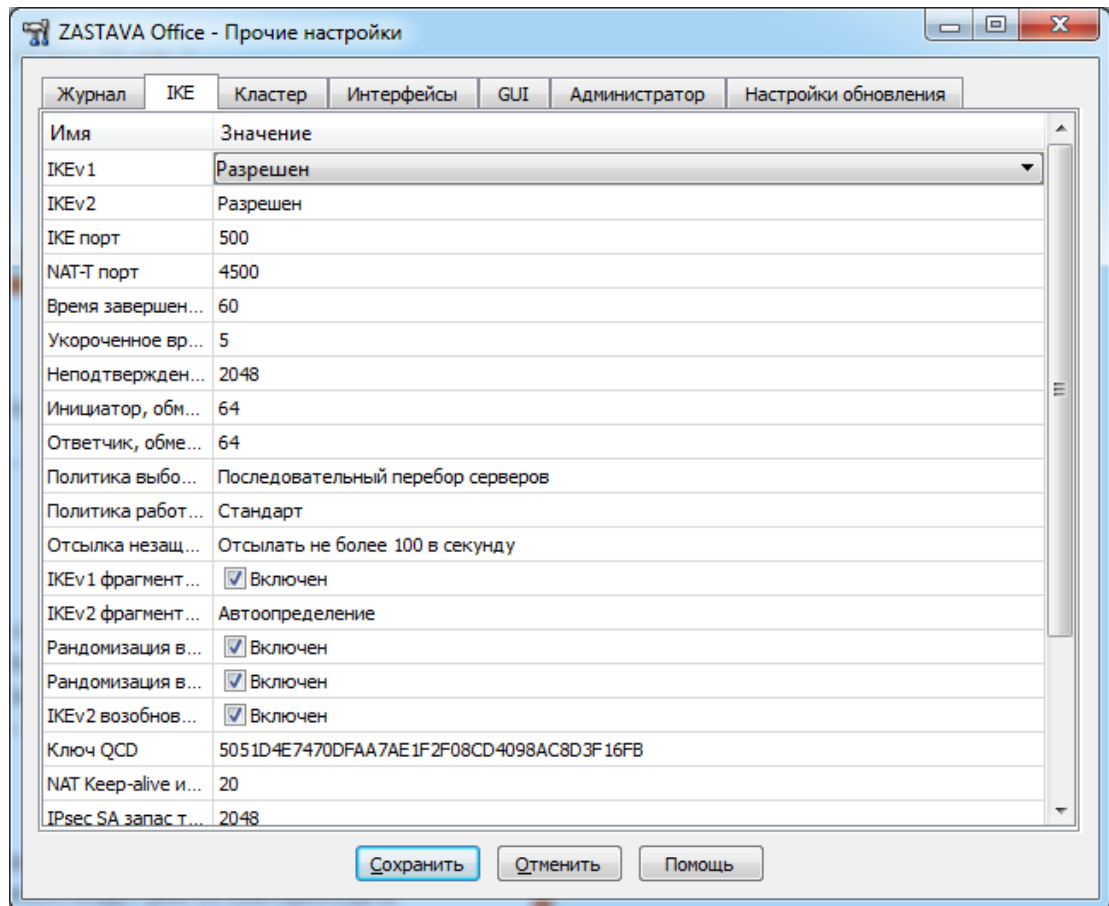 ZASTAVA Office - Прочие настройки
Журнал IKE Кластер Интерфейсы GUI Администратор Настройки обновления
Имя Значение
IKEv1 Разрешен
IKEv2 Разрешен
IKE порт 500
NAT-T порт 4500
Время завершен... 60
Укороченное вр... 5
Неподтвержден... 2048
Инициатор, обм... 64
Ответчик, обме... 64
Политика выбо... Последовательный перебор серверов
Политика работ... Стандарт
Отсылка незащ... Отсылать не более 100 в секунду
IKEv1 фрагмент... Включен
IKEv2 фрагмент... Автоопределение
Рандомизация в... Включен
Рандомизация в... Включен
IKEv2 возобнов... Включен
Ключ QCD 5051D4E7470DFAA7AE1F2F08CD4098AC8D3F16FB
NAT Keep-alive и... 20
IPsec SA запас т... 2048
Сохранить Отменить Помощь